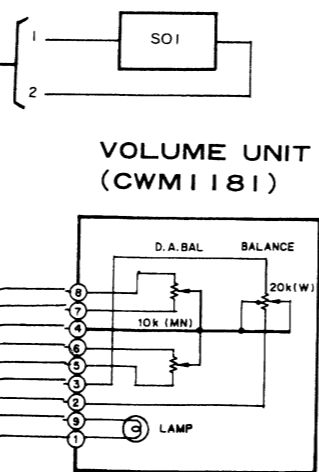 1
SO1
2
VOLUME UNIT
(CWM1181)
D.A.BAL BALANCE
8
20k(W)
7
4
10k (MN)
6
5
3
2
9 LAMP
1